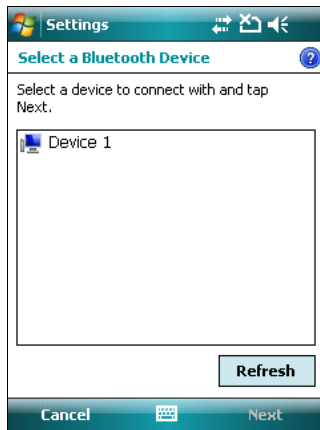 Settings
Select a Bluetooth Device
?
Select a device to connect with and tap
Next.
Device 1
Refresh
Cancel
Next